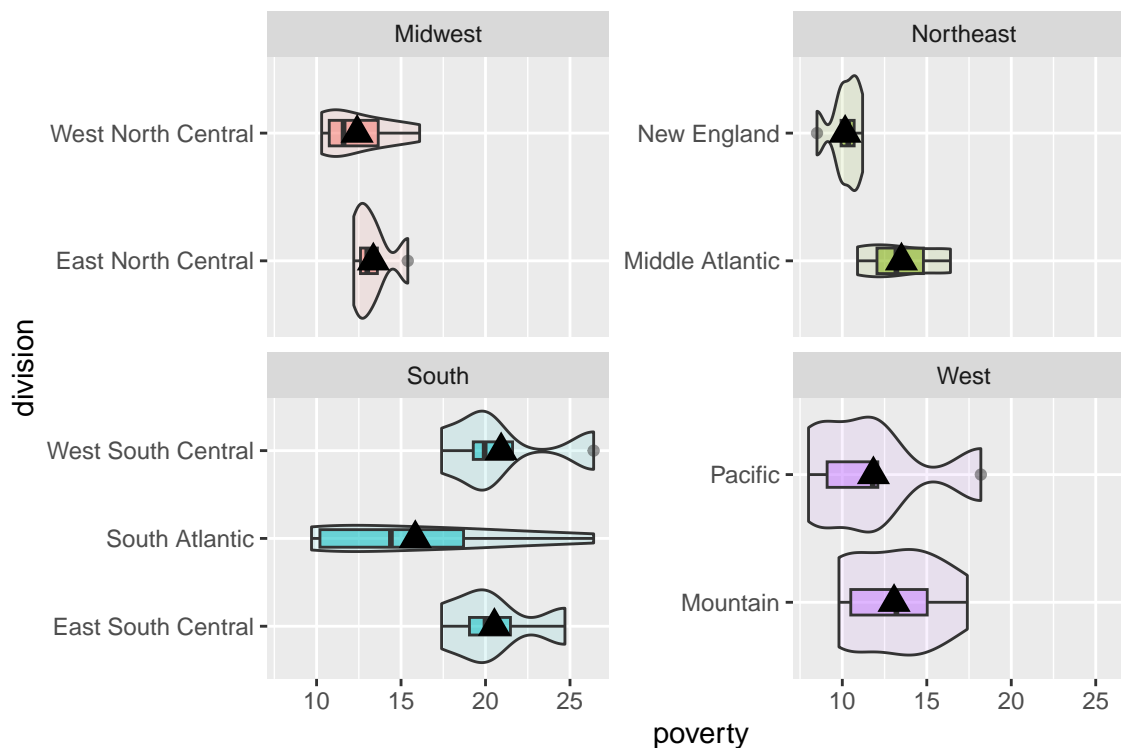 Midwest
Northeast
West North Central
East North Central
New England
Middle Atlantic
South
West
West South Central
South Atlantic
East South Central
Pacific
Mountain
10 15 20 25
10 15 20 25
poverty
division